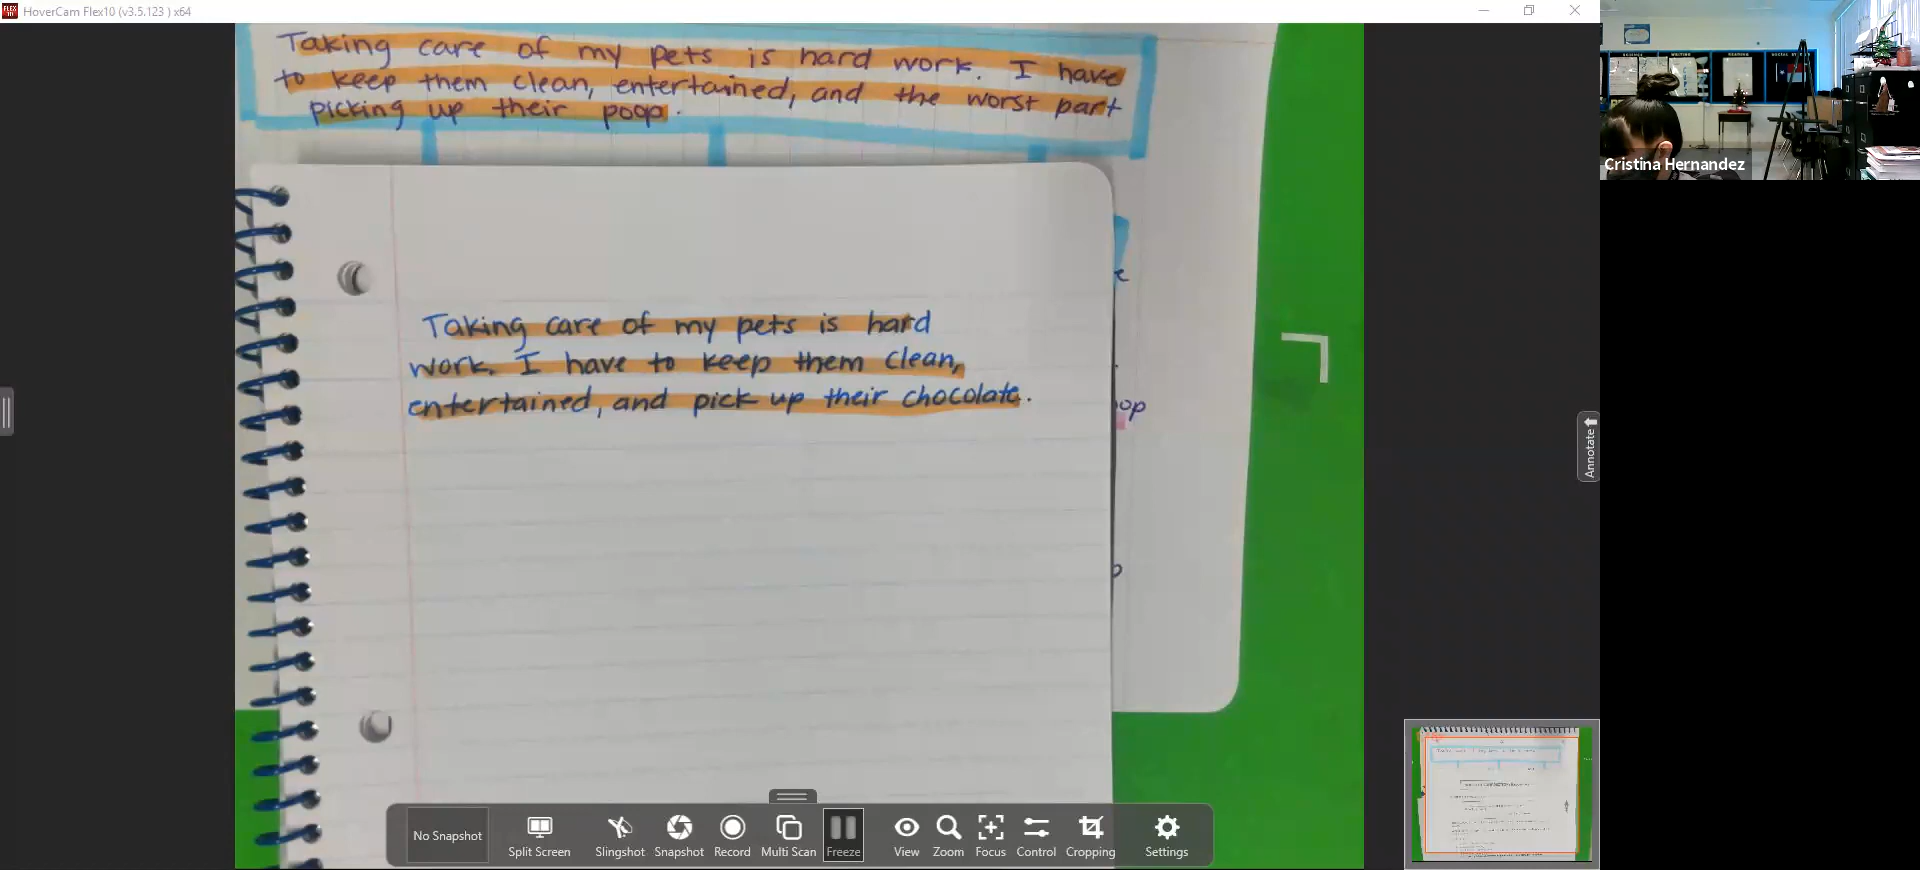 HoverCam Flex10 (v3.5.123 ) x64
Taking care of my pets is hard work. I have
to keep them clean, entertained, and the worst part
picking up their poop.
Taking care of my pets is hard
work. I have to keep them clean,
entertained, and pick up their chocolate.
Cristina Hernandez
Annotate
No Snapshot
Split Screen
Slingshot
Snapshot
Record
Multi Scan
Freeze
View
Zoom
Focus
Control
Cropping
Settings